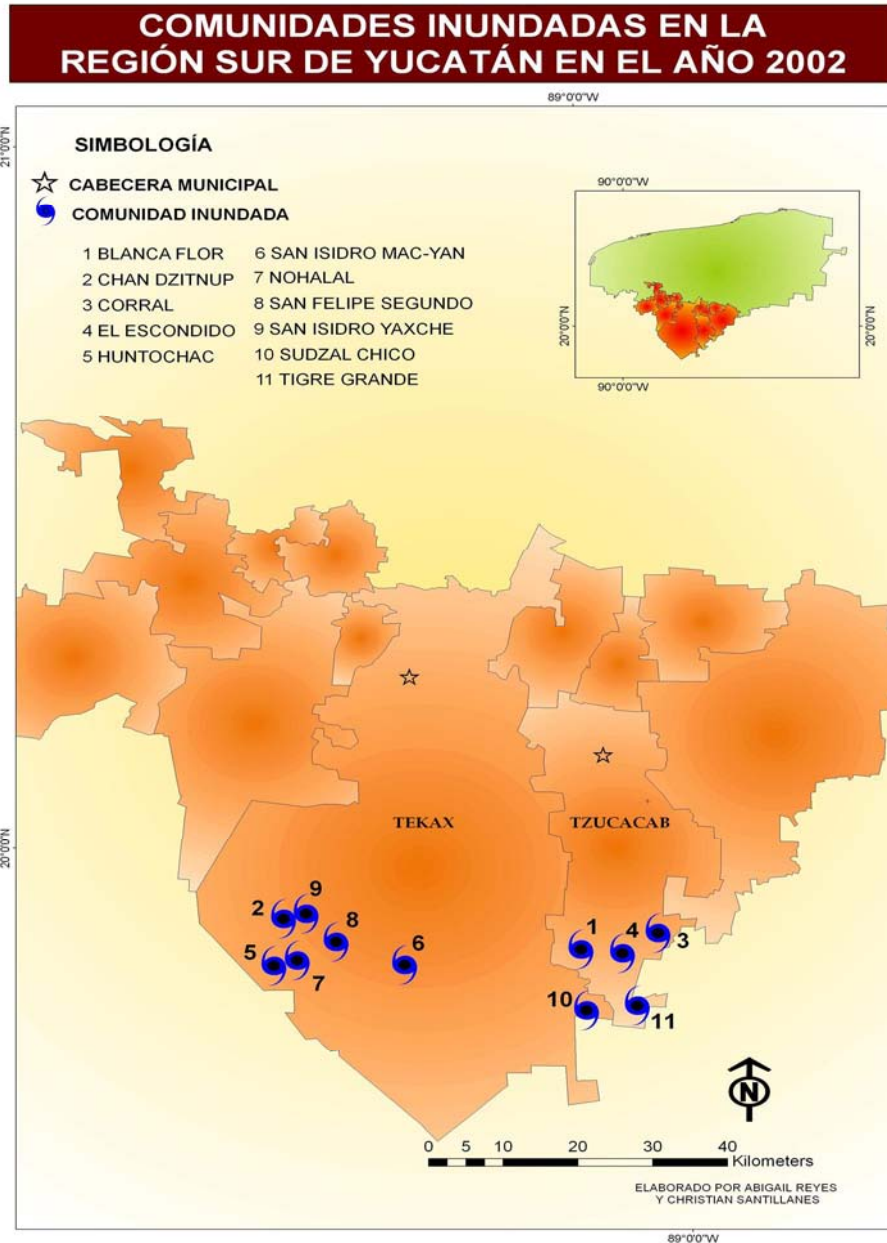 COMUNIDADES INUNDADAS EN LA
REGIÓN SUR DE YUCATÁN EN EL AÑO 2002
89°0'0"W
21°0'0"N
SIMBOLOGÍA
CABECERA MUNICIPAL
COMUNIDAD INUNDADA
1 BLANCA FLOR
2 CHAN DZITNUP
3 CORRAL
4 EL ESCONDIDO
5 HUNTOCHAC
6 SAN ISIDRO MAC-YAN
7 NOHALAL
8 SAN FELIPE SEGUNDO
9 SAN ISIDRO YAXCHE
10 SUDZAL CHICO
11 TIGRE GRANDE
90°0'0"W
20°0'0"N
20°0'0"N
90°0'0"W
TEKAX
TZUCACAB
20°0'0"N
9
2
8
1
4
3
5
7
6
10
11
N
0 5 10 20 30 40
Kilometers
ELABORADO POR ABIGAIL REYES
Y CHRISTIAN SANTILLANES
89°0'0"W